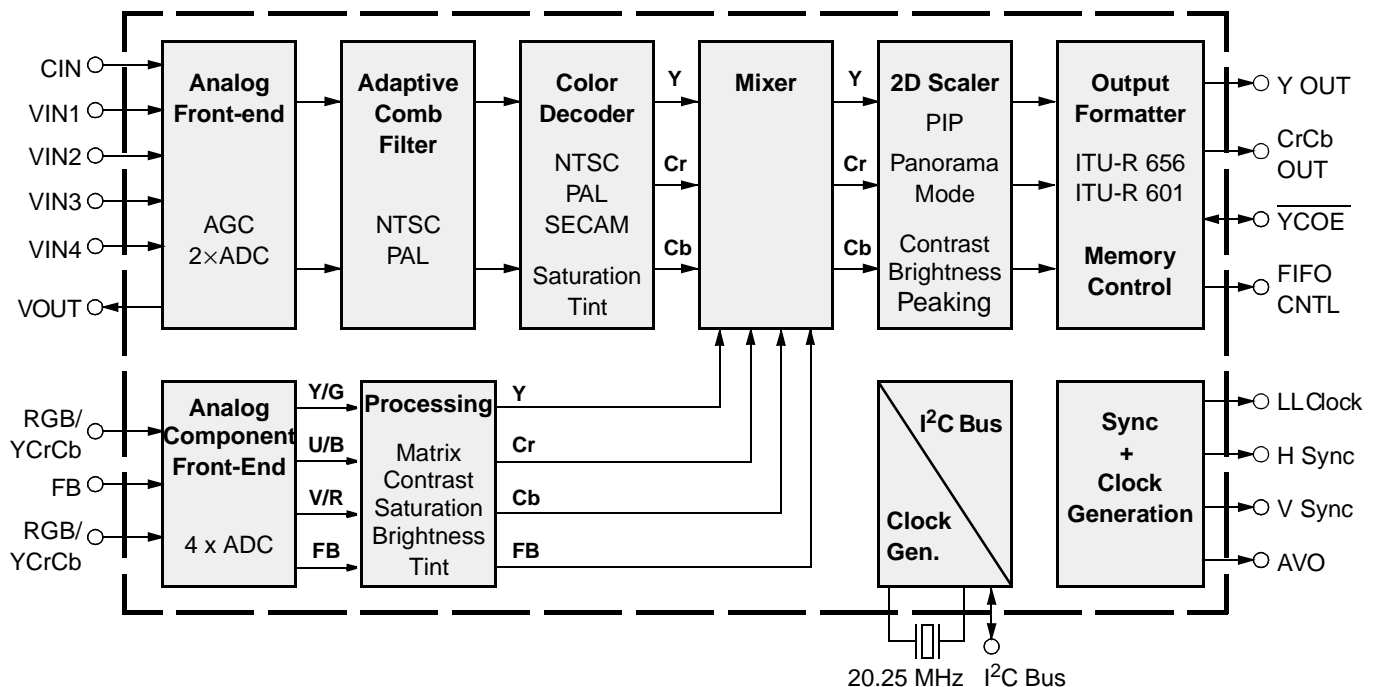 CIN
VIN1
VIN2
VIN3
VIN4
VOUT
Analog
Front-end
AGC
2×ADC
Adaptive
Comb
Filter
NTSC
PAL
Color
Decoder
NTSC
PAL
SECAM
Saturation
Tint
Y
Cr
Cb
Mixer
Y
Cr
Cb
2D Scaler
PIP
Panorama
Mode
Contrast
Brightness
Peaking
Output
Formatter
ITU-R 656
ITU-R 601
Memory
Control
Y OUT
CrCb
OUT
YCOE
FIFO
CNTL
RGB/
YCrCb
FB
RGB/
YCrCb
Analog
Component
Front-End
4 x ADC
Y/G
U/B
V/R
FB
Processing
Matrix
Contrast
Saturation
Brightness
Tint
Y
Cr
Cb
FB
I²C Bus
Clock
Gen.
20.25 MHz
I²C Bus
Sync
+
Clock
Generation
LL Clock
H Sync
V Sync
AVO